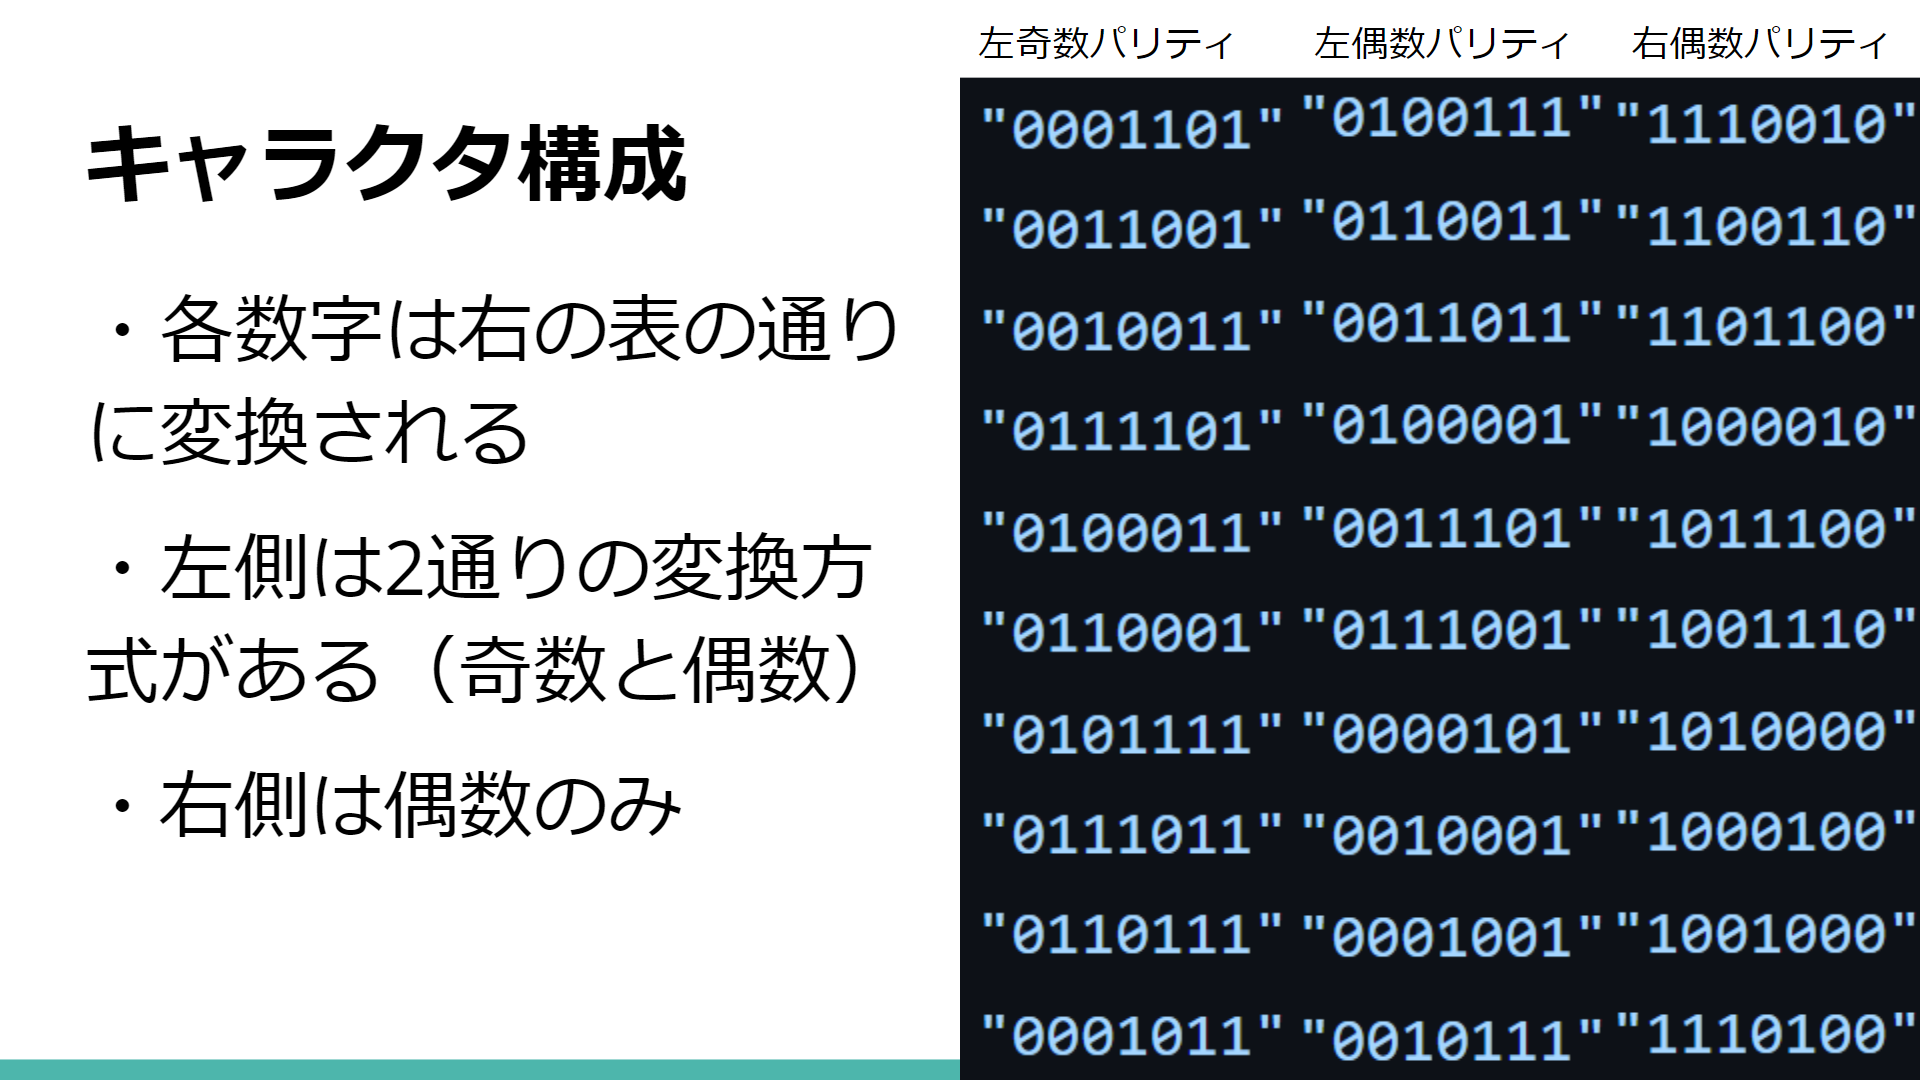 キャラクタ構成
・各数字は右の表の通り
に変換される
・左側は2通りの変換方
式がある（奇数と偶数）
・右側は偶数のみ
左奇数パリティ 左偶数パリティ 右偶数パリティ
"0001101" "0100111" "1110010"
"0011001" "0110011" "1100110"
"0010011" "0011011" "1101100"
"0111101" "0100001" "1000010"
"0100011" "0011101" "1011100"
"0110001" "0111001" "1001110"
"0101111" "0000101" "1010000"
"0111011" "0010001" "1000100"
"0110111" "0001001" "1001000"
"0001011" "0010111" "1110100"